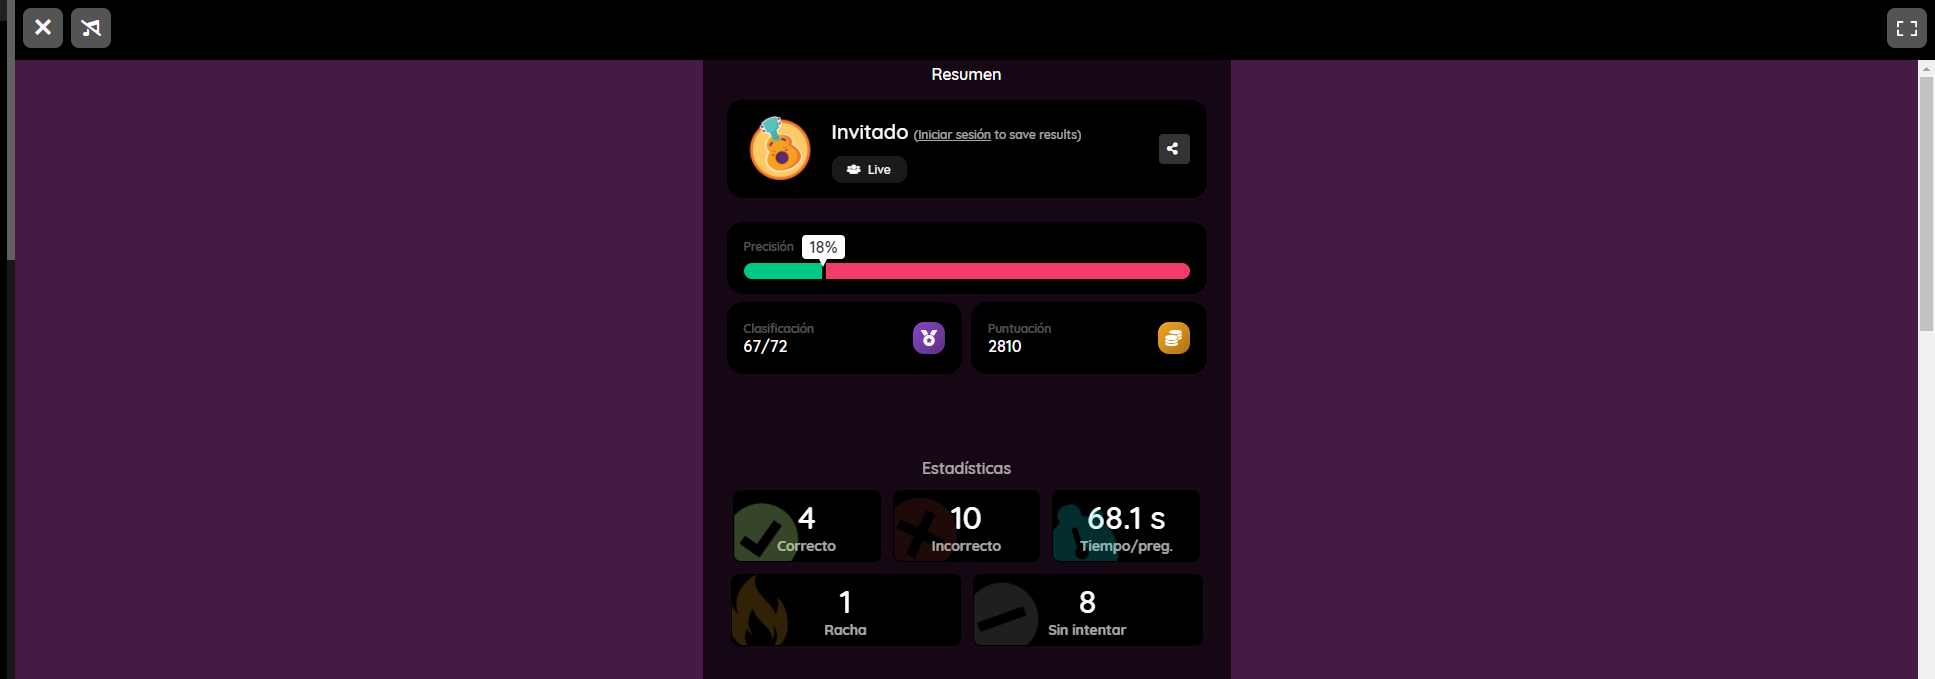 Resumen
Invitado (Iniciar sesión to save results)
Live
Precisión 18%
Clasificación
67/72
Puntuación
2810
Estadísticas
4
Correcto
10
Incorrecto
68.1 s
Tiempo/preg.
1
Racha
8
Sin intentar